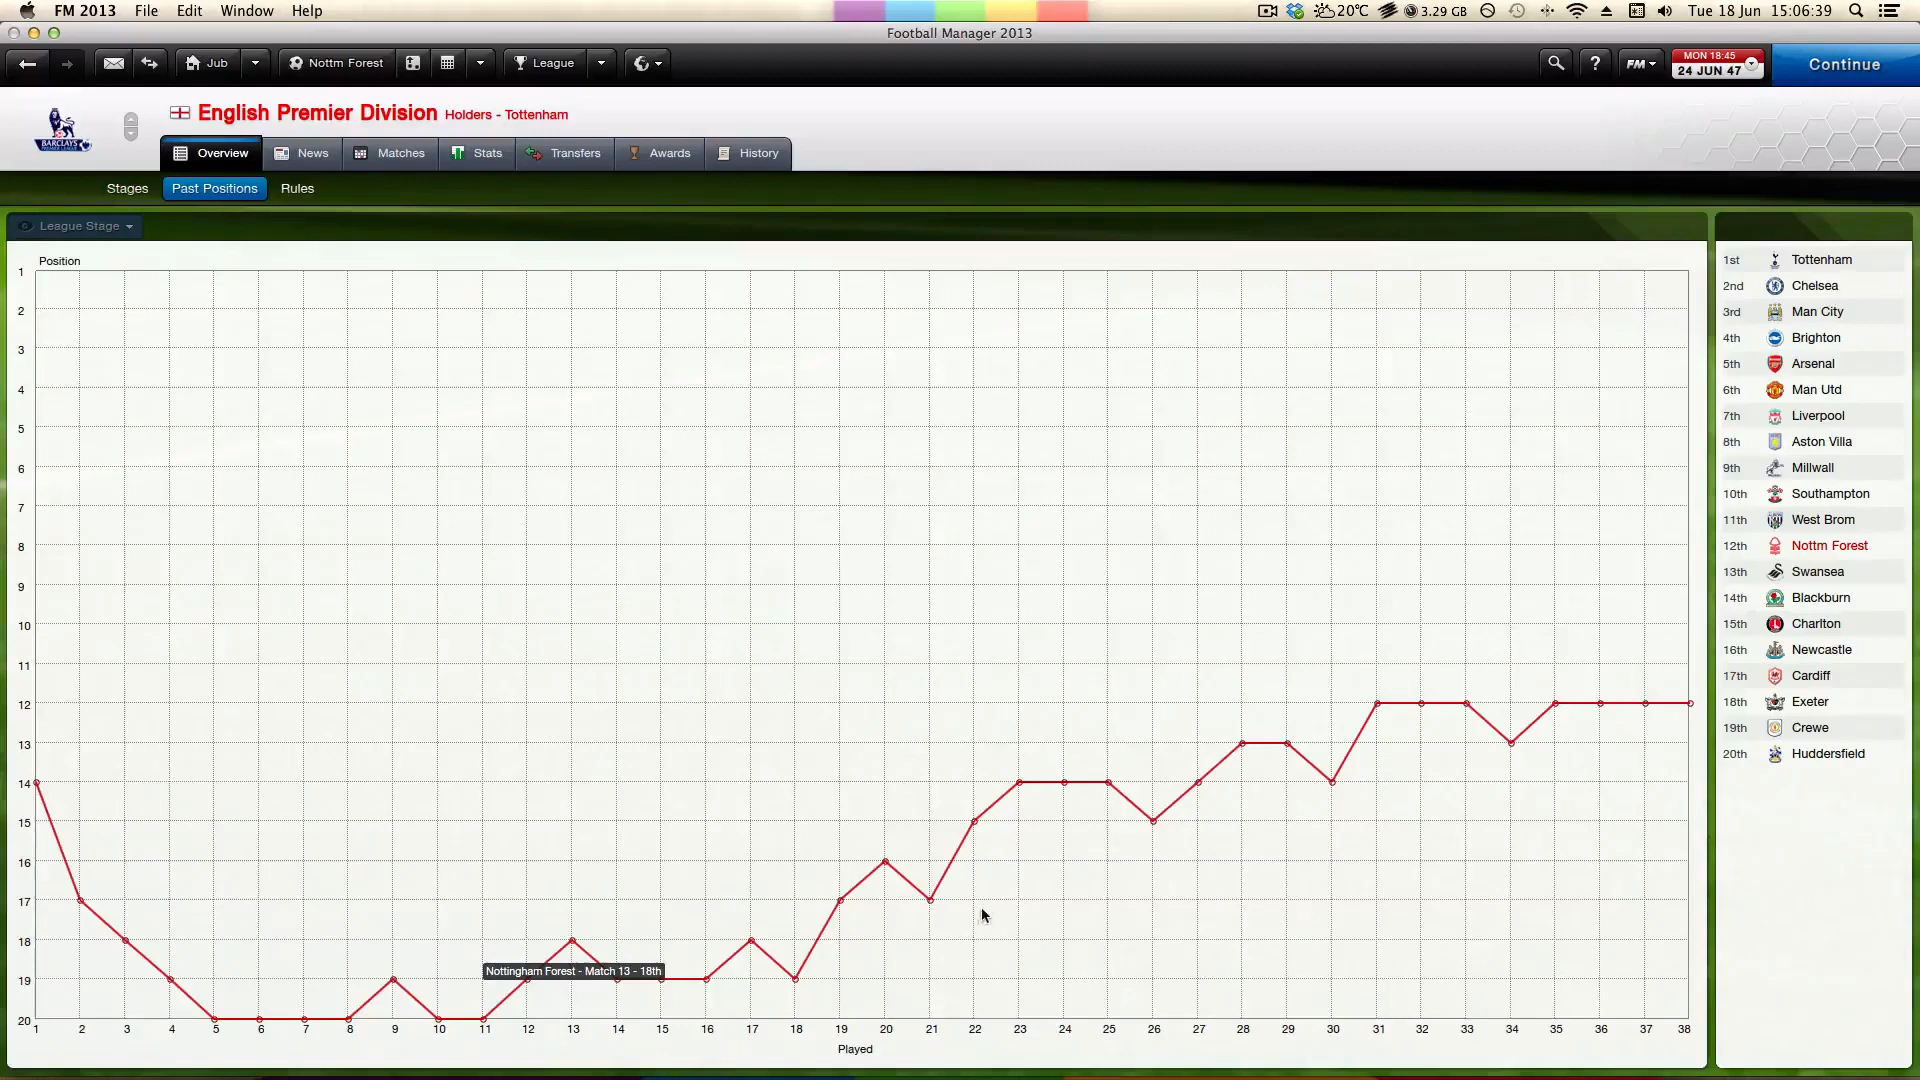 FM 2013 File Edit Window Help 20°C 3.29 GB Tue 18 Jun 15:06:39
Football Manager 2013
Jub Nottm Forest League ? FM MON 18:45 24 JUN 47 Continue
English Premier Division Holders - Tottenham
BARCLAYS
Overview News Matches Stats Transfers Awards History
Stages Past Positions Rules
League Stage
Position
1
2
3
4
5
6
7
8
9
10
11
12
13
14
15
16
17
18
19
20
Nottingham Forest - Match 13 - 18th
1 2 3 4 5 6 7 8 9 10 11 12 13 14 15 16 17 18 19 20 21 22 23 24 25 26 27 28 29 30 31 32 33 34 35 36 37 38
Played
1st Tottenham
2nd Chelsea
3rd Man City
4th Brighton
5th Arsenal
6th Man Utd
7th Liverpool
8th Aston Villa
9th Millwall
10th Southampton
11th West Brom
12th Nottm Forest
13th Swansea
14th Blackburn
15th Charlton
16th Newcastle
17th Cardiff
18th Exeter
19th Crewe
20th Huddersfield